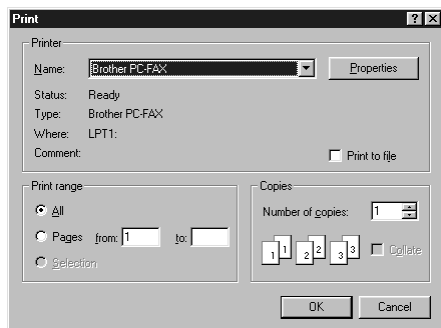 Print
Printer
Name: Brother PC-FAX Properties
Status: Ready
Type: Brother PC-FAX
Where: LPT1:
Comment: Print to file
Print range
All
Pages from: 1 to:
Selection
Copies
Number of copies: 1
1 1 2 2 3 3 Collate
OK Cancel